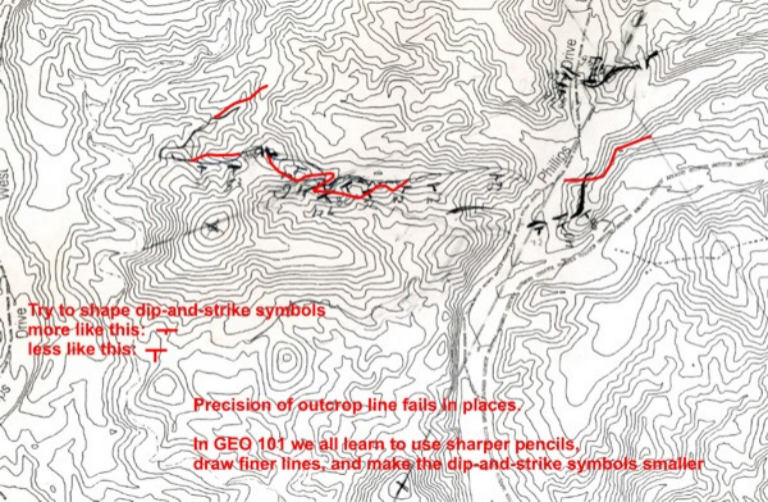 Drive
Phillips
West
Drive
Try to shape dip-and-strike symbols
more like this:
less like this:
Precision of outcrop line fails in places.
In GEO 101 we all learn to use sharper pencils,
draw finer lines, and make the dip-and-strike symbols smaller